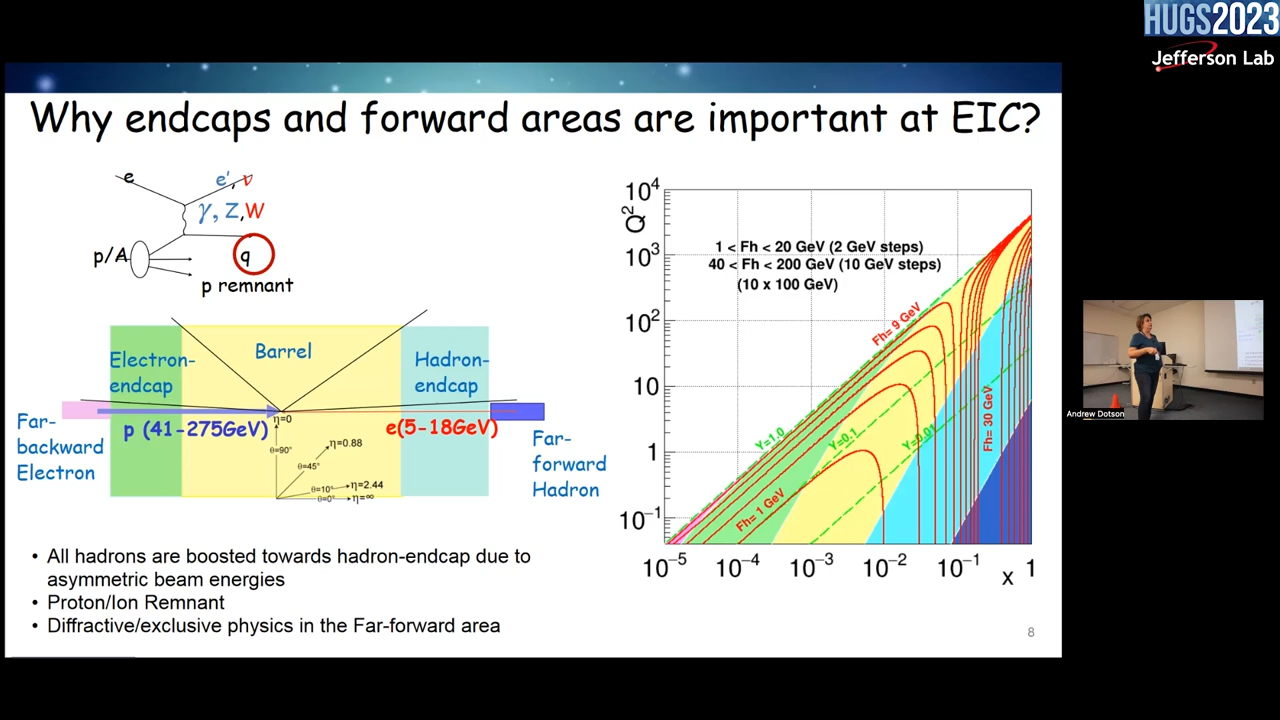 HUGS2023
Jefferson Lab
Why endcaps and forward areas are important at EIC?
e
e', ν
γ, Z,W
p/A
q
p remnant
Electron-
endcap
Barrel
Hadron-
endcap
Far-
backward
Electron
p (41-275GeV)
e(5-18GeV)
Far-
forward
Hadron
η=0
θ=90°
η=0.88
θ=45°
θ=10°
η=2.44
θ=0°
η=∞
• All hadrons are boosted towards hadron-endcap due to
asymmetric beam energies
• Proton/Ion Remnant
• Diffractive/exclusive physics in the Far-forward area
Q²
10⁴
10³
10²
10
1
10⁻¹
1 < Fh < 20 GeV (2 GeV steps)
40 < Fh < 200 GeV (10 GeV steps)
(10 x 100 GeV)
Fh= 9 GeV
Y=1.0
Y=0.1
Y=0.01
Fh= 30 GeV
Fh= 1 GeV
10⁻⁵
10⁻⁴
10⁻³
10⁻²
10⁻¹
x
1
8
Andrew Dotson